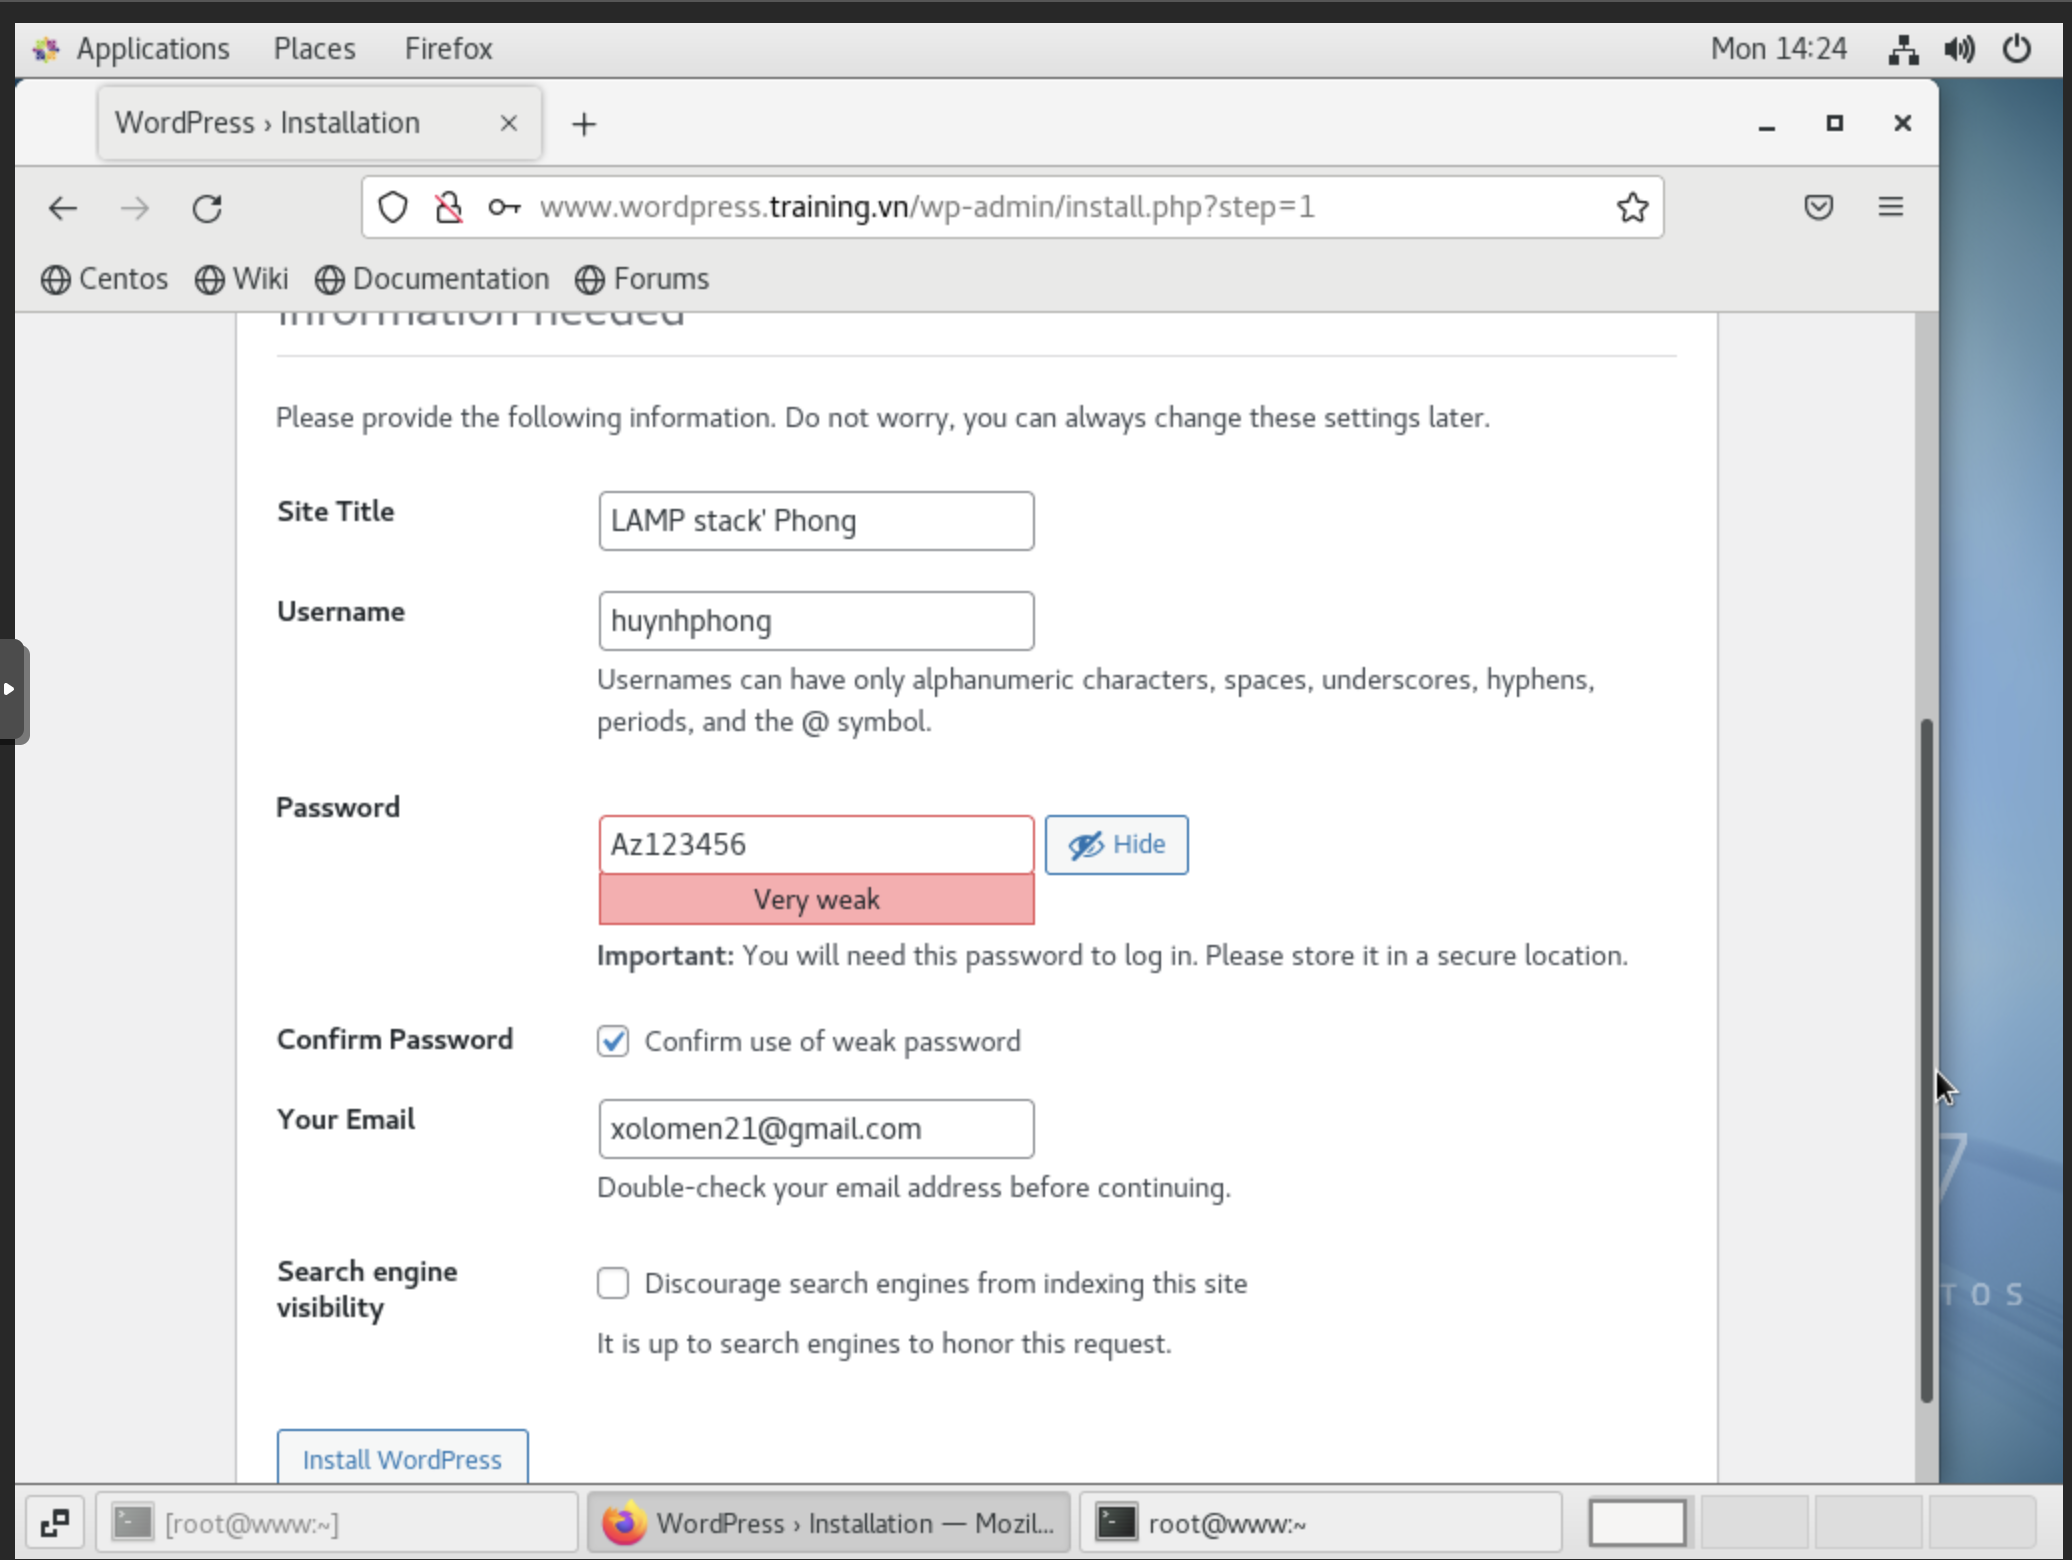 Applications Places Firefox Mon 14:24
WordPress › Installation
www.wordpress.training.vn/wp-admin/install.php?step=1
Centos Wiki Documentation Forums
Information needed
Please provide the following information. Do not worry, you can always change these settings later.
Site Title
LAMP stack' Phong
Username
huynhphong
Usernames can have only alphanumeric characters, spaces, underscores, hyphens,
periods, and the @ symbol.
Password
Az123456
Hide
Very weak
Important: You will need this password to log in. Please store it in a secure location.
Confirm Password
Confirm use of weak password
Your Email
xolomen21@gmail.com
Double-check your email address before continuing.
Search engine
visibility
Discourage search engines from indexing this site
It is up to search engines to honor this request.
Install WordPress
7
TOS
[root@www:~] WordPress › Installation — Mozil... root@www:~